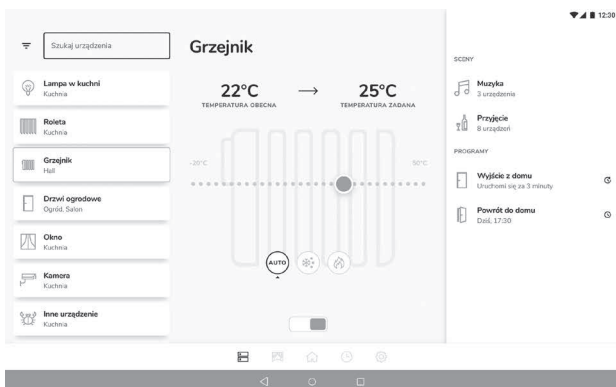 12:30
Szukaj urządzenia
Lampa w kuchni
Kuchnia
Roleta
Kuchnia
Grzejnik
Hall
Drzwi ogrodowe
Ogród, Salon
Okno
Kuchnia
Kamera
Kuchnia
Inne urządzenie
Kuchnia
Grzejnik
22°C
25°C
TEMPERATURA OBECNA
TEMPERATURA ZADANA
-20°C
50°C
AUTO
SCENY
Muzyka
3 urządzenia
Przyjęcie
8 urządzeń
PROGRAMY
Wyjście z domu
Uruchomi się za 3 minuty
Powrót do domu
Dziś, 17:30